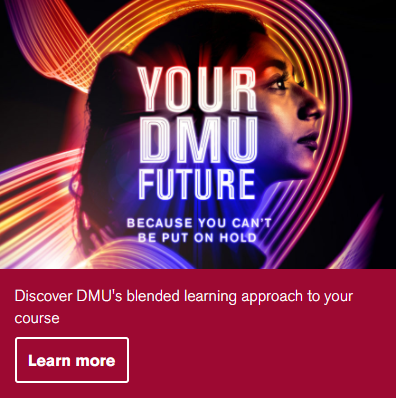 YOUR
DMU
FUTURE
BECAUSE YOU CAN'T
BE PUT ON HOLD
Discover DMU's blended learning approach to your
course
Learn more